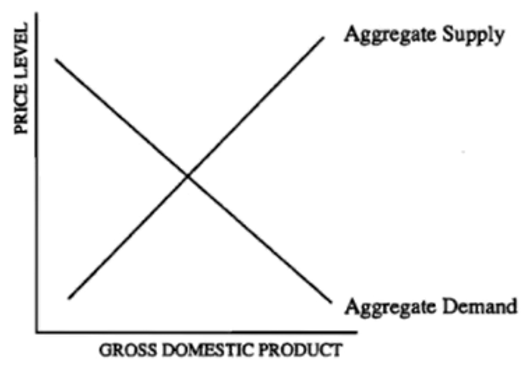 Aggregate Supply
PRICE LEVEL
Aggregate Demand
GROSS DOMESTIC PRODUCT